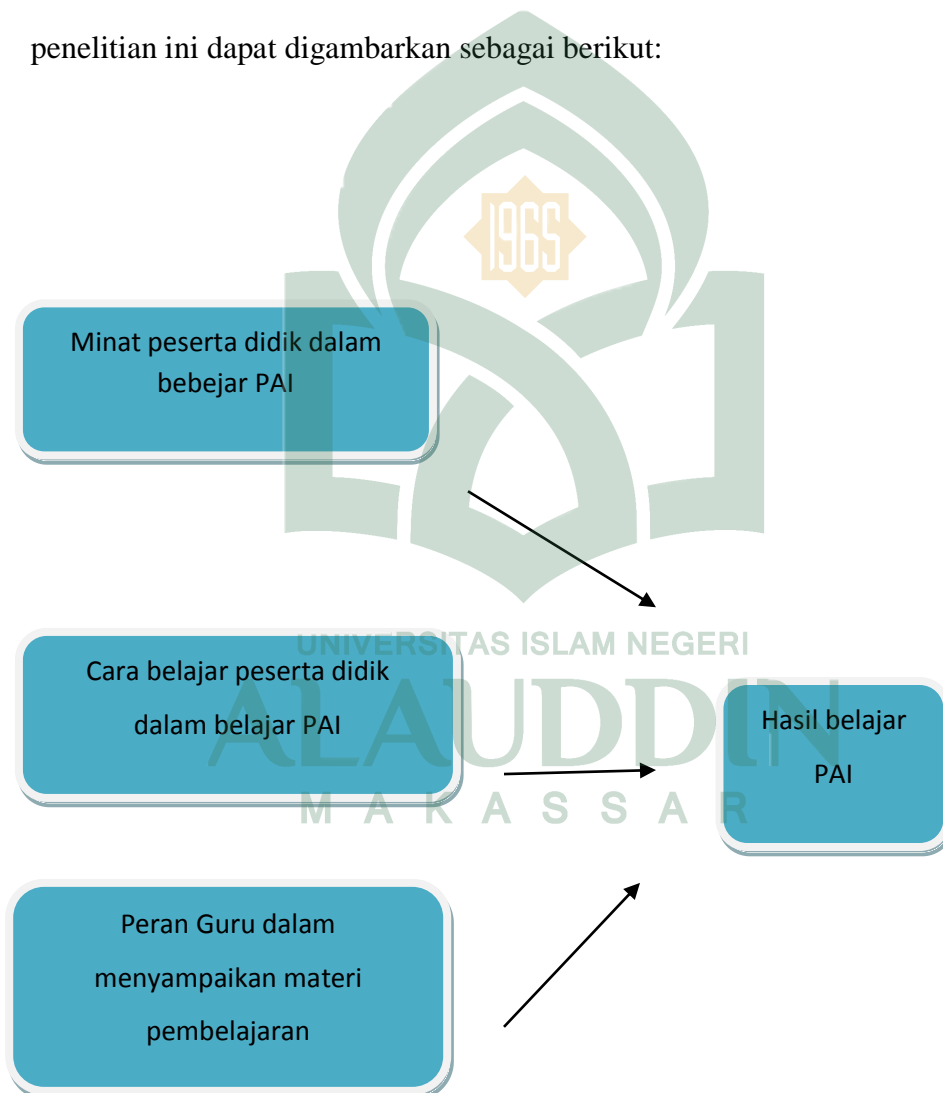 penelitian ini dapat digambarkan sebagai berikut:
1965
Minat peserta didik dalam
bebejar PAI
UNIVERSITAS ISLAM NEGERI
ALAUDDIN
MAKASSAR
Cara belajar peserta didik
dalam belajar PAI
Hasil belajar
PAI
Peran Guru dalam
menyampaikan materi
pembelajaran